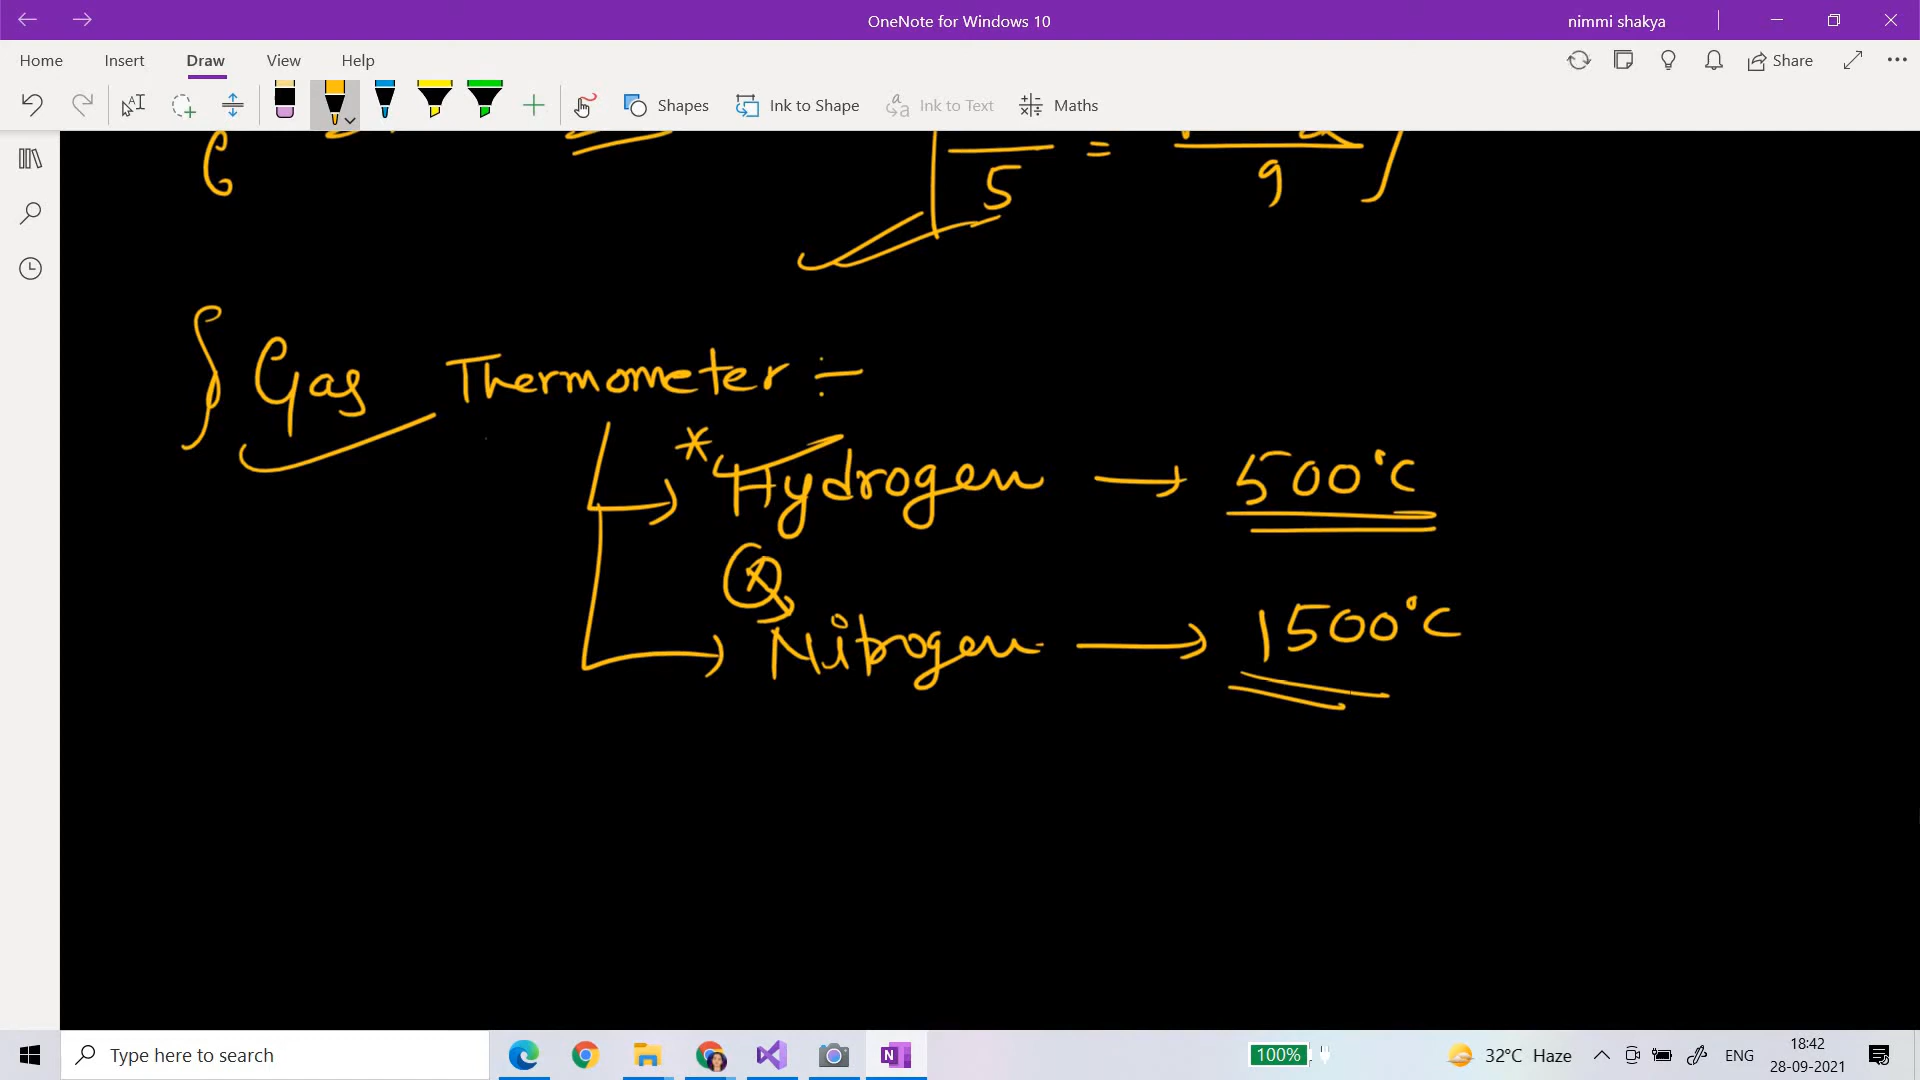 OneNote for Windows 10
nimmi shakya
Home Insert Draw View Help
Share
Shapes Ink to Shape Ink to Text Maths
5 = 9
Gas Thermometer :-
* Hydrogen → 500°C
Nitrogen → 1500°C
Type here to search
100%
32°C Haze
ENG
18:42
28-09-2021